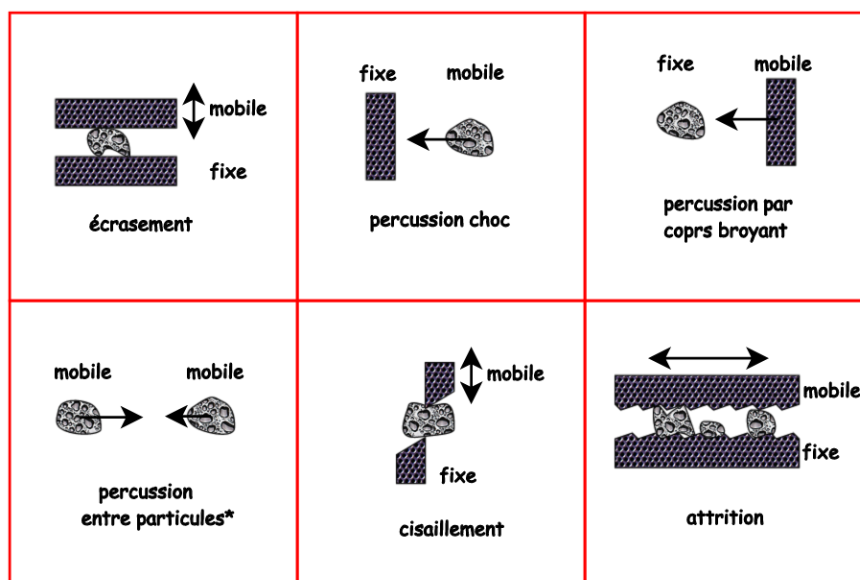 mobile
fixe
écrasement
fixe
mobile
percussion choc
fixe
mobile
percussion par
coprs broyant
mobile
mobile
percussion
entre particules*
mobile
fixe
cisaillement
mobile
fixe
attrition